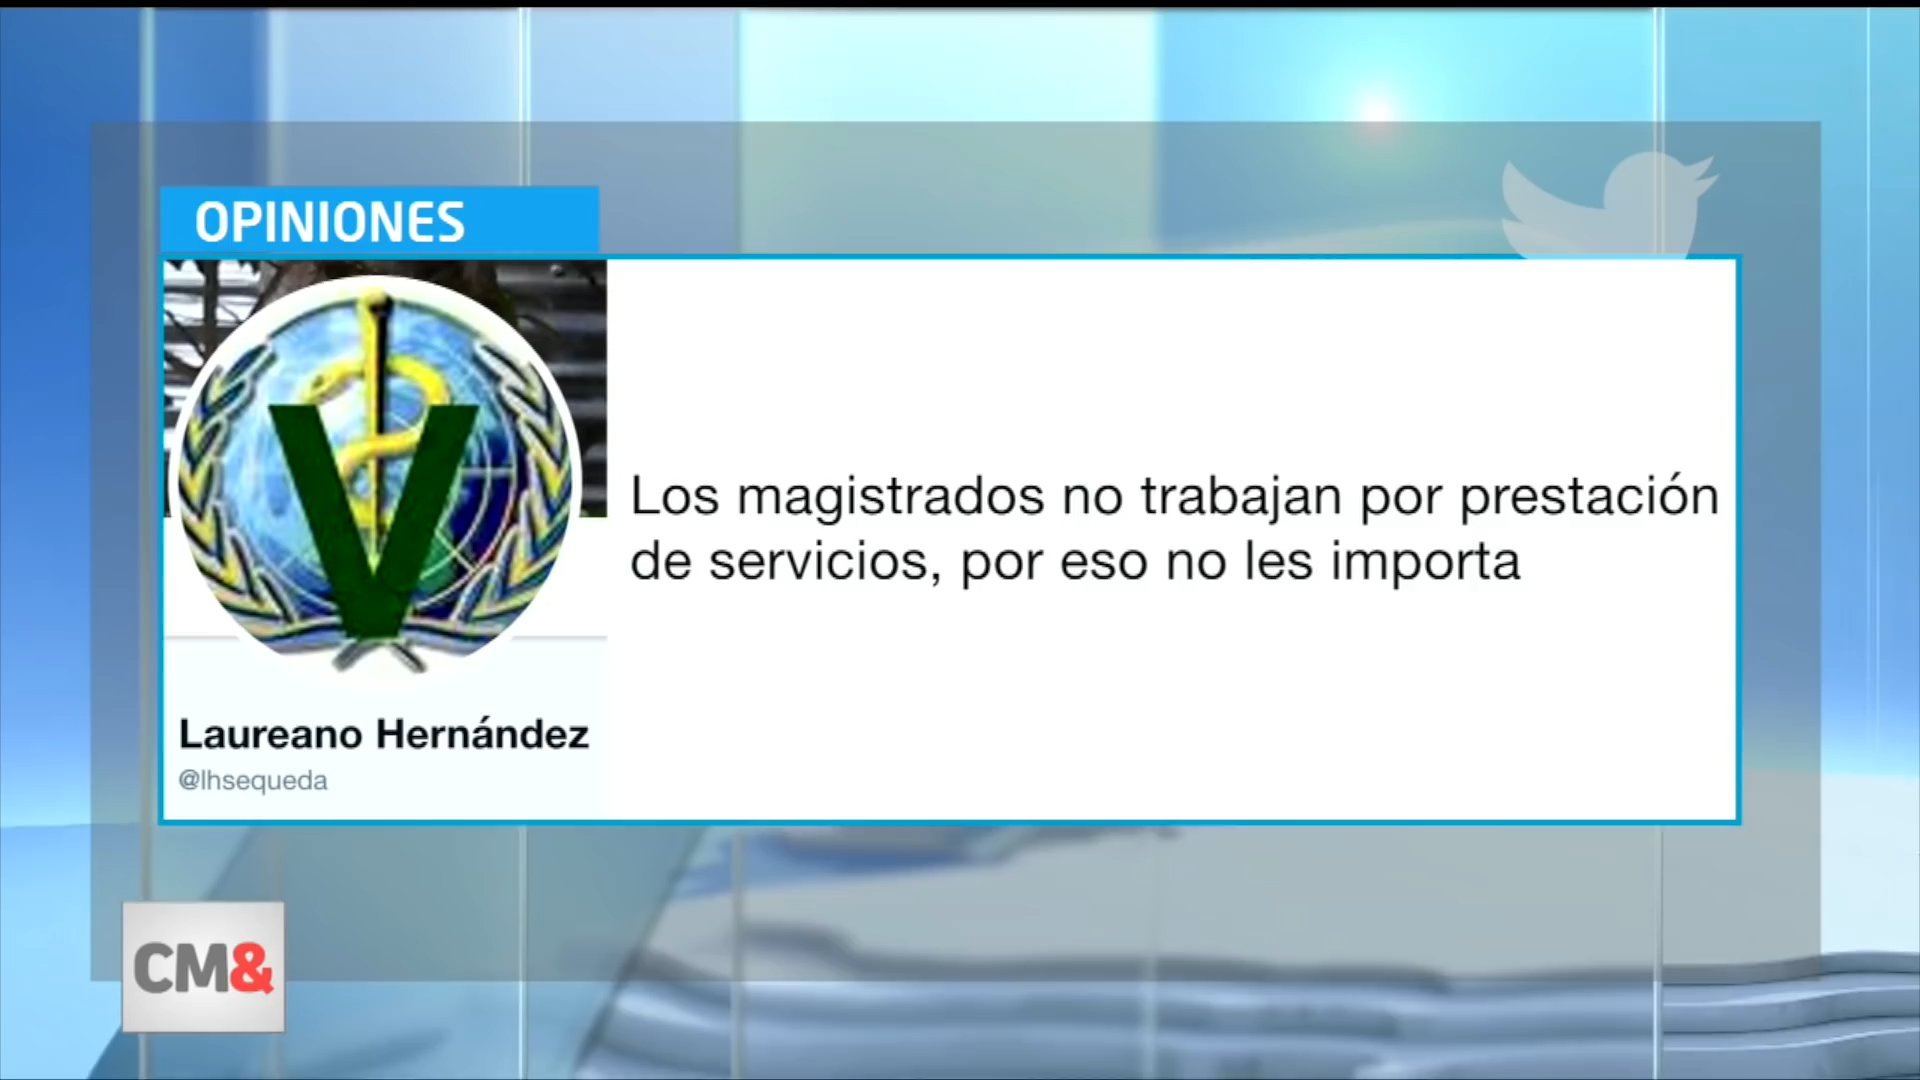 OPINIONES
V
Los magistrados no trabajan por prestación
de servicios, por eso no les importa
Laureano Hernández
@lhsequeda
CM&